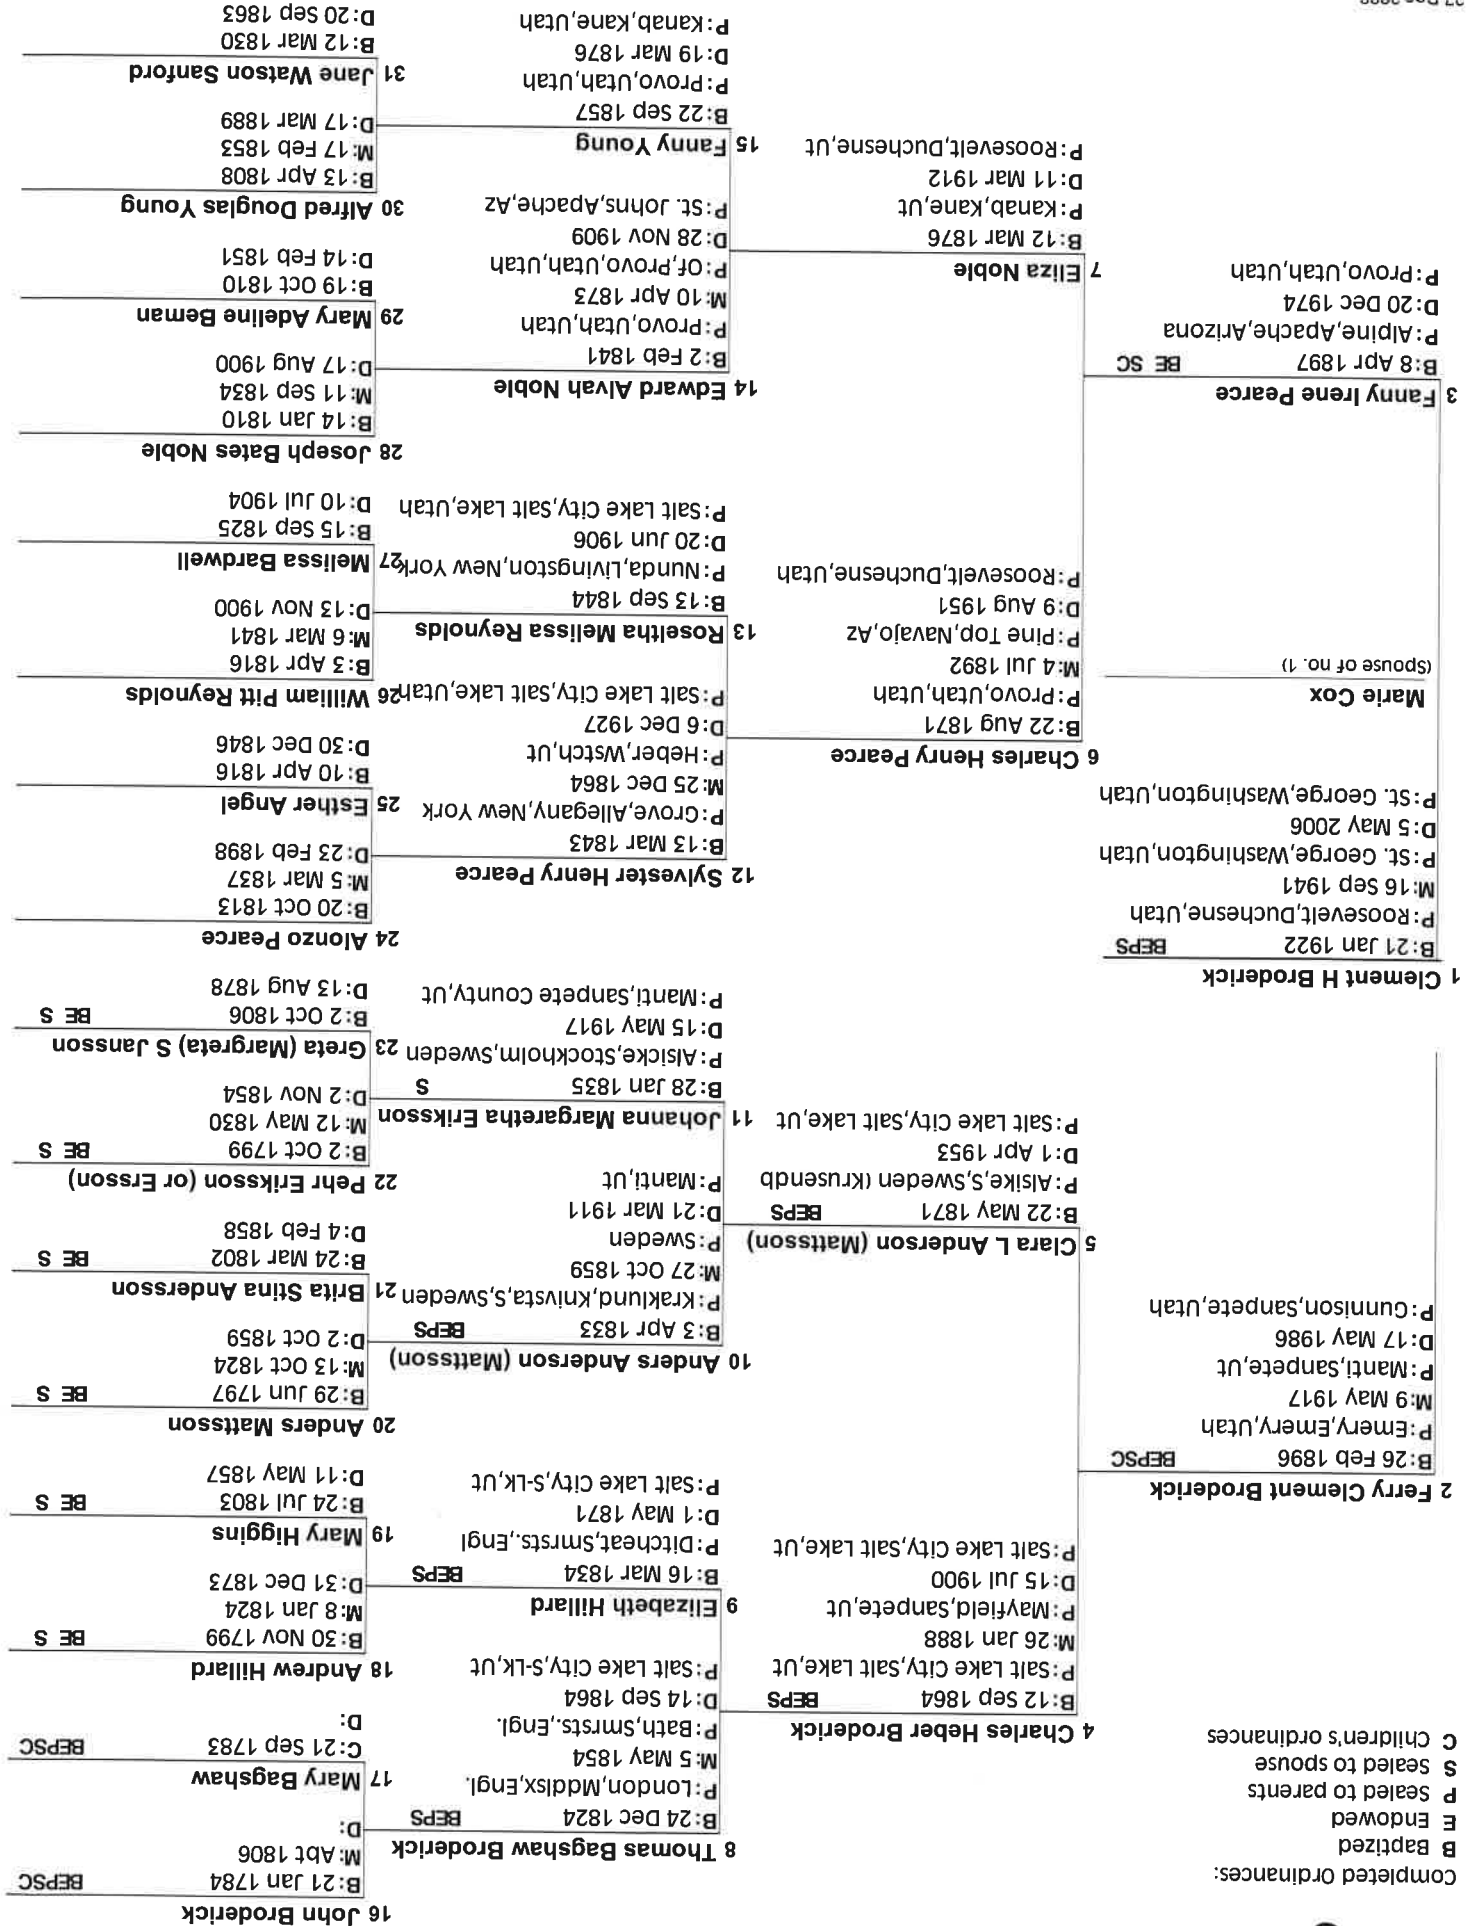 Completed Ordinances:
B Baptized
E Endowed
P Sealed to parents
S Sealed to spouse
C Children's ordinances
2 Ferry Clement Broderick
B: 26 Feb 1896 BEPSC
P: Emery,Emery,Utah
M: 9 May 1917
P: Manti,Sanpete,Ut
D: 17 May 1986
P: Gunnison,Sanpete,Utah
1 Clement H Broderick
B: 21 Jan 1922 BEPS
P: Roosevelt,Duchesne,Utah
M: 16 Sep 1941
P: St. George,Washington,Utah
D: 5 May 2006
P: St. George,Washington,Utah
Marie Cox
(Spouse of no. 1)
3 Fanny Irene Pearce
B: 8 Apr 1897 BE SC
P: Alpine,Apache,Arizona
D: 20 Dec 1974
P: Provo,Utah,Utah
4 Charles Heber Broderick
B: 12 Sep 1864 BEPS
P: Salt Lake City,Salt Lake,Ut
M: 26 Jan 1888
P: Mayfield,Sanpete,Ut
D: 15 Jul 1900
P: Salt Lake City,Salt Lake,Ut
5 Clara L Anderson (Mattsson)
B: 22 May 1871 BEPS
P: Alsike,S,Sweden (Krusendb
D: 1 Apr 1953
P: Salt Lake City,Salt Lake,Ut
6 Charles Henry Pearce
B: 22 Aug 1871
P: Provo,Utah,Utah
M: 4 Jul 1892
P: Pine Top,Navajo,Az
D: 9 Aug 1951
P: Roosevelt,Duchesne,Utah
7 Eliza Noble
B: 12 Mar 1876
P: Kanab,Kane,Ut
D: 11 Mar 1912
P: Roosevelt,Duchesne,Ut
8 Thomas Bagshaw Broderick
B: 24 Dec 1824 BEPS
P: London,Mddlsx,Engl.
M: 5 May 1854
P: Bath,Smrsts.,Engl.
D: 14 Sep 1864
P: Salt Lake City,S-Lk,Ut
9 Elizabeth Hillard
B: 16 Mar 1834 BEPS
P: Ditcheat,Smrsts.,Engl
D: 1 May 1871
P: Salt Lake City,S-Lk,Ut
10 Anders Anderson (Mattsson)
B: 3 Apr 1833 BEPS
P: Kraklund,Knivsta,S,Sweden
M: 27 Oct 1859
P: Sweden
D: 21 Mar 1911
P: Manti,Ut
11 Johanna Margaretha Eriksson
B: 28 Jan 1835 S
P: Alsicke,Stockholm,Sweden
D: 15 May 1917
P: Manti,Sanpete County,Ut
12 Sylvester Henry Pearce
B: 13 Mar 1843
P: Grove,Allegany,New York
M: 25 Dec 1864
P: Heber,Wstch,Ut
D: 6 Dec 1927
P: Salt Lake City,Salt Lake,Utah
13 Roseltha Melissa Reynolds
B: 13 Sep 1844
P: Nunda,Livingston,New York
D: 20 Jun 1906
P: Salt Lake City,Salt Lake,Utah
14 Edward Alvah Noble
B: 2 Feb 1841
P: Provo,Utah,Utah
M: 10 Apr 1873
P: Of,Provo,Utah,Utah
D: 28 Nov 1909
P: St. Johns,Apache,Az
15 Fanny Young
B: 22 Sep 1857
P: Provo,Utah,Utah
D: 19 Mar 1876
P: Kanab,Kane,Utah
16 John Broderick
B: 21 Jan 1784 BEPSC
M: Abt 1806
D:
17 Mary Bagshaw
C: 21 Sep 1783 BEPSC
D:
18 Andrew Hillard
B: 30 Nov 1799 BE S
M: 8 Jan 1824
D: 31 Dec 1873
19 Mary Higgins
B: 24 Jul 1803 BE S
D: 11 May 1857
20 Anders Mattsson
B: 29 Jun 1797 BE S
M: 13 Oct 1824
D: 2 Oct 1859
21 Brita Stina Andersson
B: 24 Mar 1802 BE S
D: 4 Feb 1858
22 Pehr Eriksson (or Ersson)
B: 2 Oct 1799 BE S
M: 12 May 1830
D: 2 Nov 1854
23 Greta (Margreta) S Jansson
B: 2 Oct 1806 BE S
D: 13 Aug 1878
24 Alonzo Pearce
B: 20 Oct 1813
M: 5 Mar 1837
D: 23 Feb 1898
25 Esther Angel
B: 10 Apr 1816
D: 30 Dec 1846
26 William Pitt Reynolds
B: 3 Apr 1816
M: 6 Mar 1841
D: 13 Nov 1900
27 Melissa Bardwell
B: 15 Sep 1825
D: 10 Jul 1904
28 Joseph Bates Noble
B: 14 Jan 1810
M: 11 Sep 1834
D: 17 Aug 1900
29 Mary Adeline Beman
B: 19 Oct 1810
D: 14 Feb 1851
30 Alfred Douglas Young
B: 13 Apr 1808
M: 17 Feb 1853
D: 17 Mar 1889
31 Jane Watson Sanford
B: 12 Mar 1830
D: 20 Sep 1863